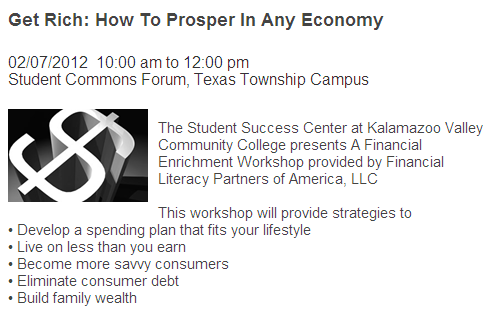 Get Rich: How To Prosper In Any Economy
02/07/2012 10:00 am to 12:00 pm
Student Commons Forum, Texas Township Campus
The Student Success Center at Kalamazoo Valley
Community College presents A Financial
Enrichment Workshop provided by Financial
Literacy Partners of America, LLC
This workshop will provide strategies to
• Develop a spending plan that fits your lifestyle
• Live on less than you earn
• Become more savvy consumers
• Eliminate consumer debt
• Build family wealth